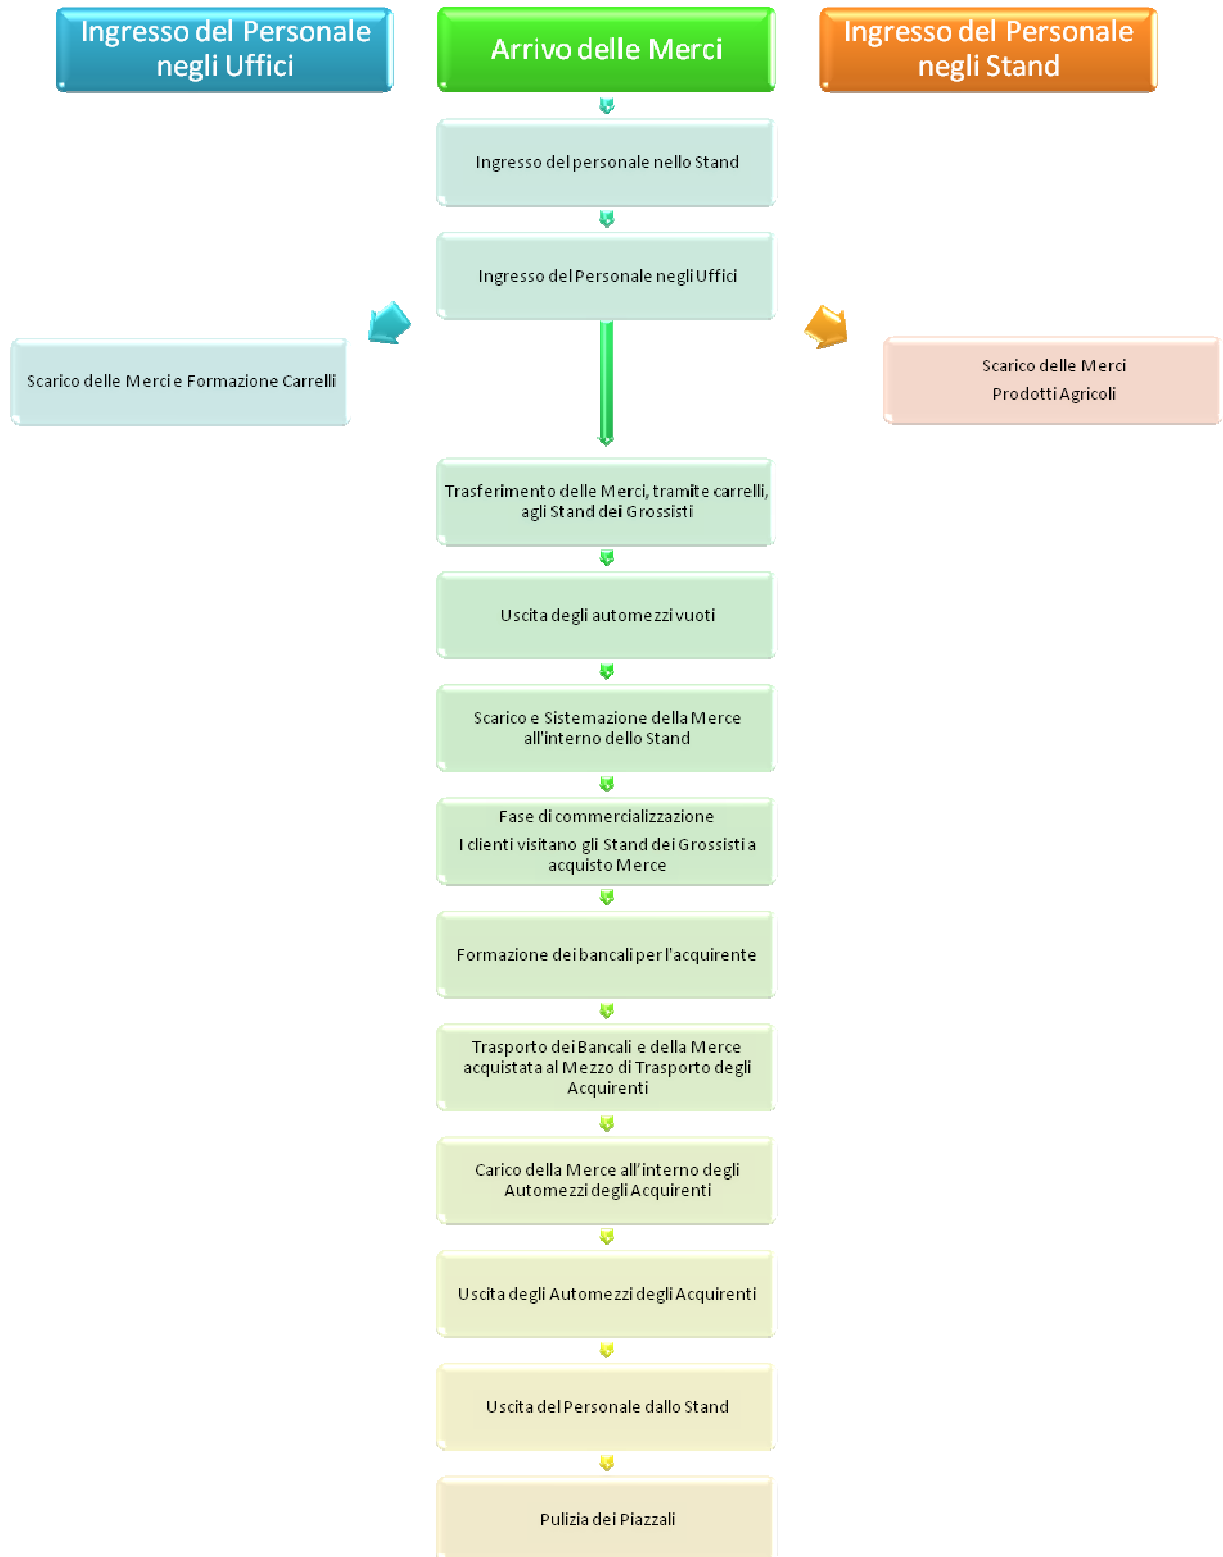 Ingresso del Personale
negli Uffici
Arrivo delle Merci
Ingresso del Personale
negli Stand
Ingresso del personale nello Stand
Ingresso del Personale negli Uffici
Scarico delle Merci e Formazione Carrelli
Scarico delle Merci
Prodotti Agricoli
Trasferimento delle Merci, tramite carrelli,
agli Stand dei Grossisti
Uscita degli automezzi vuoti
Scarico e Sistemazione della Merce
all'interno dello Stand
Fase di commercializzazione
I clienti visitano gli Stand dei Grossisti a
acquisto Merce
Formazione dei bancali per l'acquirente
Trasporto dei Bancali e della Merce
acquistata al Mezzo di Trasporto degli
Acquirenti
Carico della Merce all'interno degli
Automezzi degli Acquirenti
Uscita degli Automezzi degli Acquirenti
Uscita del Personale dallo Stand
Pulizia dei Piazzali